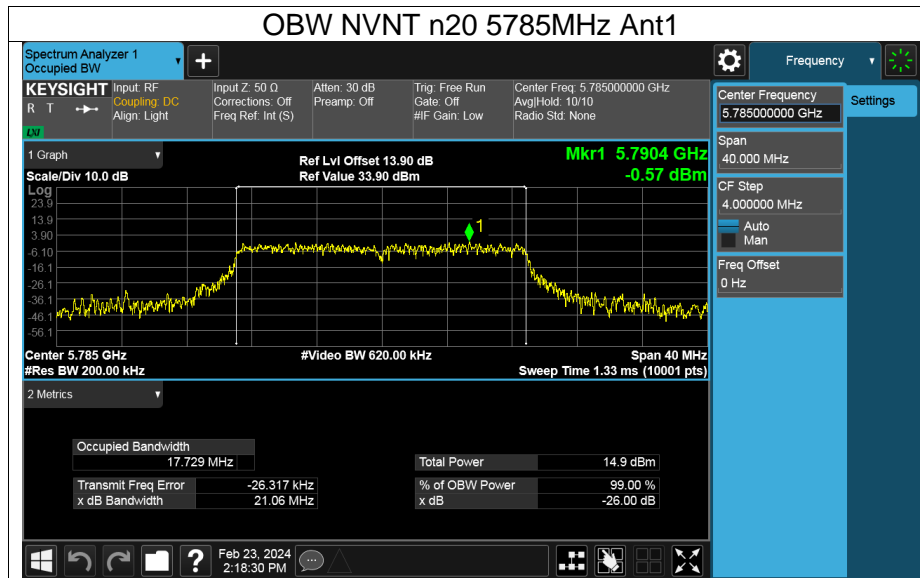 OBW NVNT n20 5785MHz Ant1
Spectrum Analyzer 1
Occupied BW
+
Frequency
KEYSIGHT
R T
LXI
Input: RF
Coupling: DC
Align: Light
Input Z: 50 Ω
Corrections: Off
Freq Ref: Int (S)
Atten: 30 dB
Preamp: Off
Trig: Free Run
Gate: Off
#IF Gain: Low
Center Freq: 5.785000000 GHz
Avg|Hold: 10/10
Radio Std: None
Center Frequency
5.785000000 GHz
Settings
Span
40.000 MHz
CF Step
4.000000 MHz
Auto
Man
Freq Offset
0 Hz
1 Graph
Scale/Div 10.0 dB
Ref Lvl Offset 13.90 dB
Ref Value 33.90 dBm
Mkr1 5.7904 GHz
-0.57 dBm
Log
23.9
13.9
3.90
-6.10
-16.1
-26.1
-36.1
-46.1
-56.1
1
Center 5.785 GHz
#Video BW 620.00 kHz
Span 40 MHz
#Res BW 200.00 kHz
Sweep Time 1.33 ms (10001 pts)
2 Metrics
Occupied Bandwidth
17.729 MHz
Total Power 14.9 dBm
Transmit Freq Error -26.317 kHz
% of OBW Power 99.00 %
x dB Bandwidth 21.06 MHz
x dB -26.00 dB
?
Feb 23, 2024
2:18:30 PM